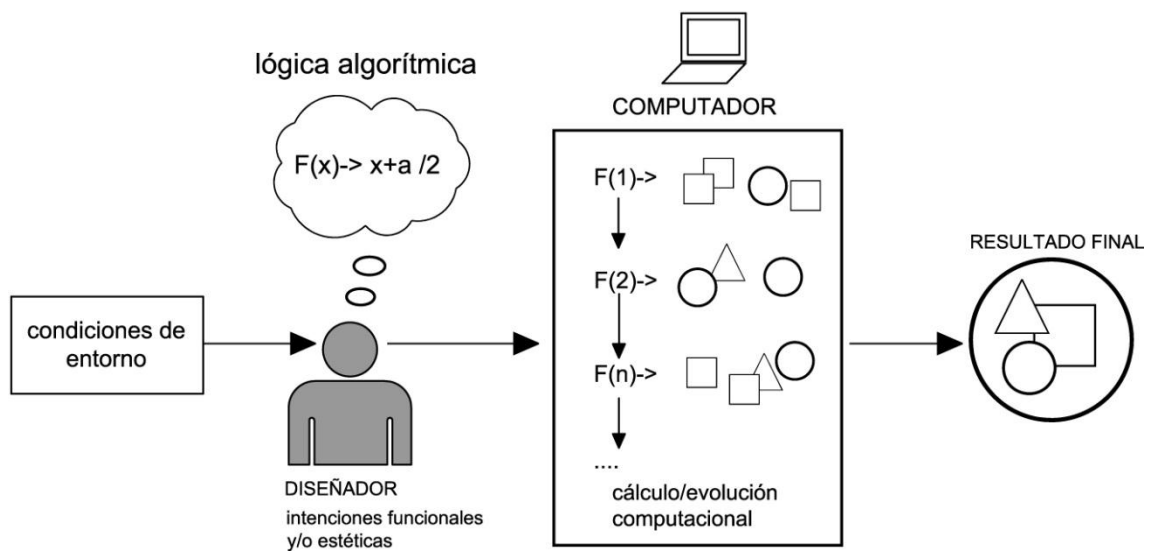 lógica algorítmica
F(x)-> x+a /2
condiciones de
entorno
DISEÑADOR
intenciones funcionales
y/o estéticas
COMPUTADOR
F(1)->
F(2)->
F(n)->
....
cálculo/evolución
computacional
RESULTADO FINAL